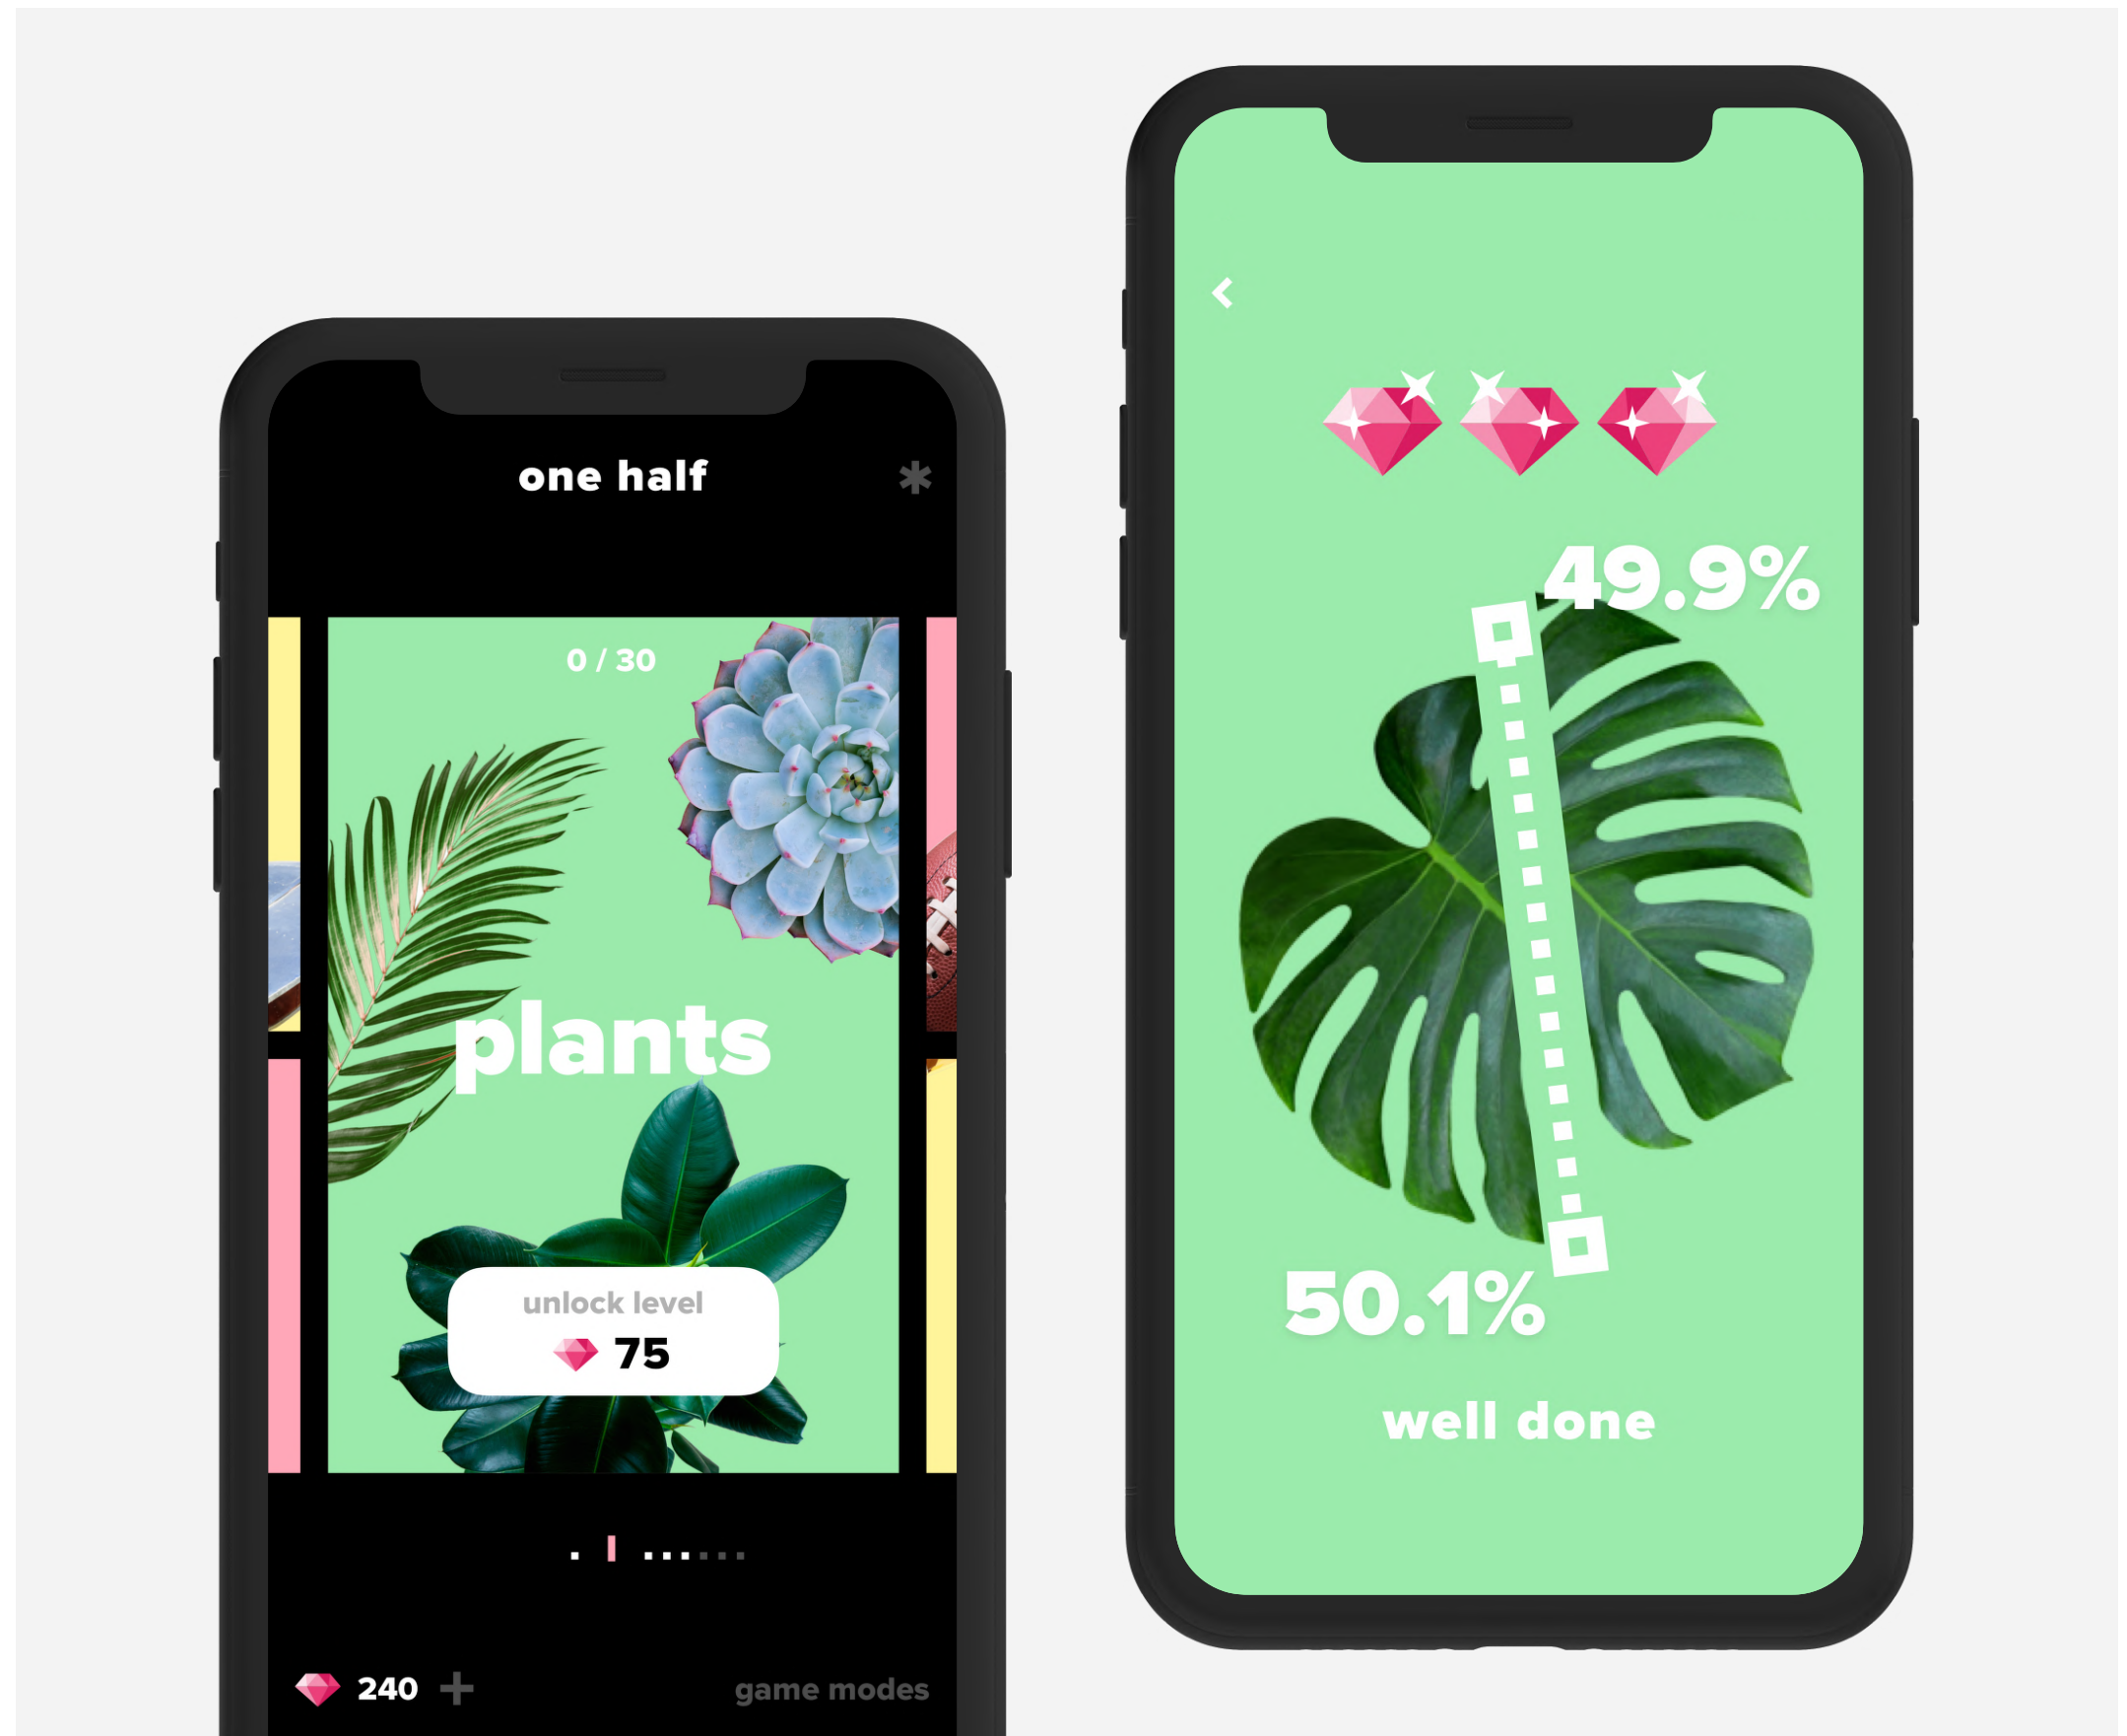 one half
0 / 30
plants
unlock level
75
240
game modes
49.9%
50.1%
well done